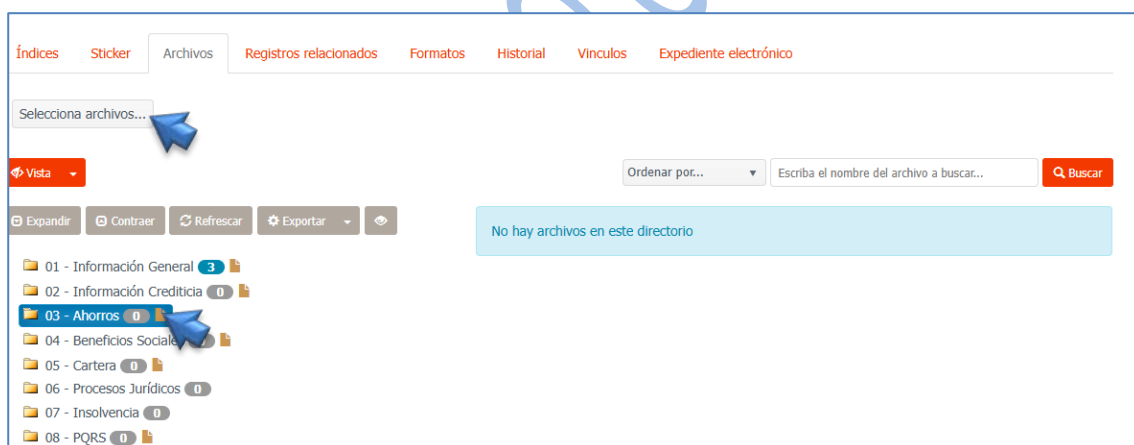 Índices Sticker Archivos Registros relacionados Formatos Historial Vinculos Expediente electrónico
Selecciona archivos...
Vista Ordenar por... Escriba el nombre del archivo a buscar... Buscar
Expandir Contraer Refrescar Exportar
No hay archivos en este directorio
01 - Información General 3
02 - Información Crediticia 0
03 - Ahorros 0
04 - Beneficios Sociales
05 - Cartera 0
06 - Procesos Jurídicos 0
07 - Insolvencia 0
08 - PQRS 0